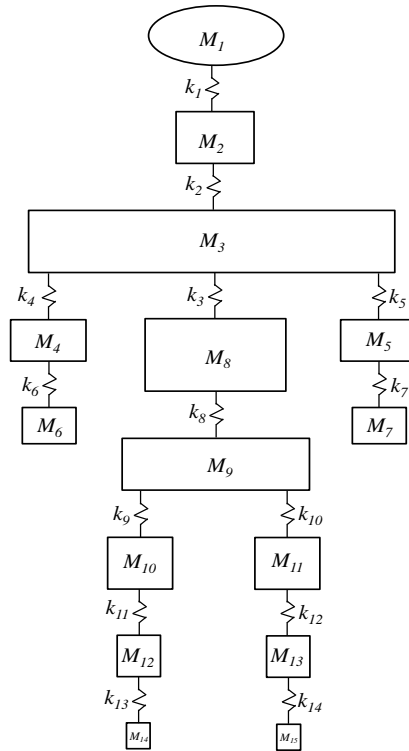 M₁
k₁
M₂
k₂
M₃
k₄ k₃ k₅
M₄ M₈ M₅
k₆ k₈ k₇
M₆ M₇
M₉
k₉ k₁₀
M₁₀ M₁₁
k₁₁ k₁₂
M₁₂ M₁₃
k₁₃ k₁₄
M₁₄ M₁₅